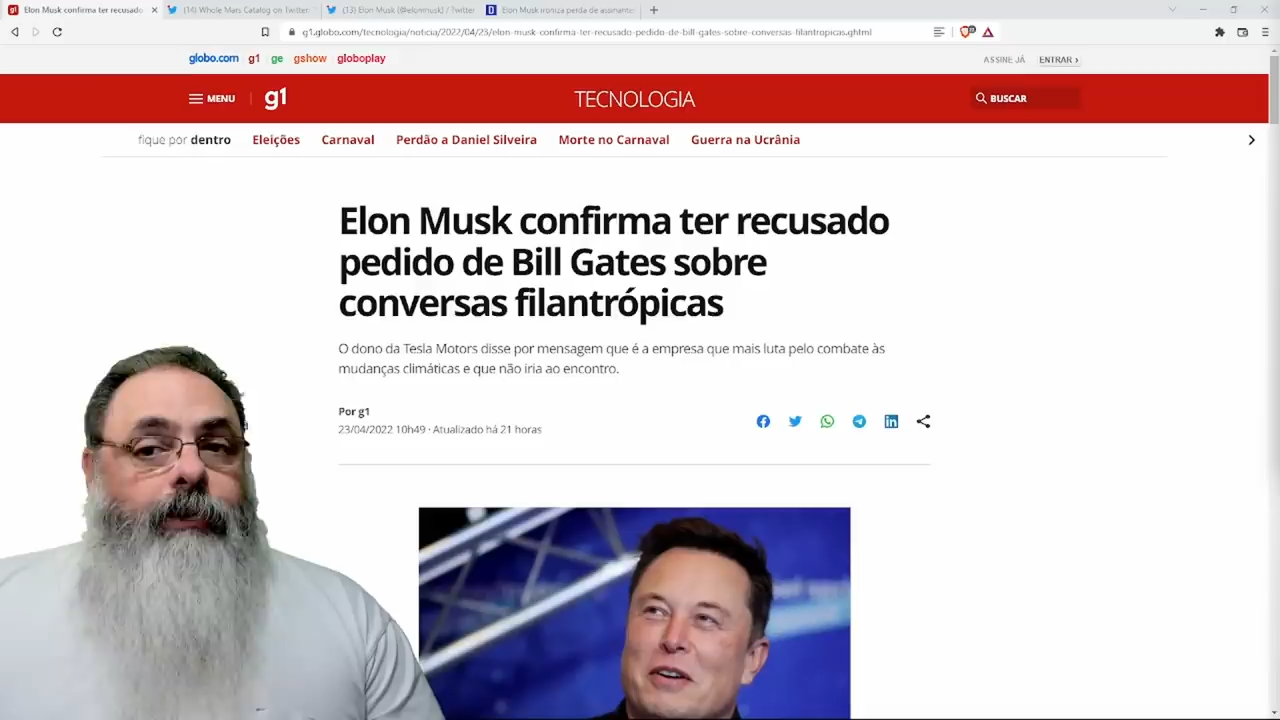 Elon Musk confirma ter recusado
(14) Whole Mars Catalog on Twitter:
(13) Elon Musk (@elonmusk) / Twitter
Elon Musk ironiza perda de assinantes
g1.globo.com/tecnologia/noticia/2022/04/23/elon-musk-confirma-ter-recusado-pedido-de-bill-gates-sobre-conversas-filantropicas.ghtml
globo.com g1 ge gshow globoplay
ASSINE JÁ ENTRAR ›
MENU g1 TECNOLOGIA BUSCAR
fique por dentro Eleições Carnaval Perdão a Daniel Silveira Morte no Carnaval Guerra na Ucrânia
Elon Musk confirma ter recusado
pedido de Bill Gates sobre
conversas filantrópicas
O dono da Tesla Motors disse por mensagem que é a empresa que mais luta pelo combate às
mudanças climáticas e que não iria ao encontro.
Por g1
23/04/2022 10h49 · Atualizado há 21 horas